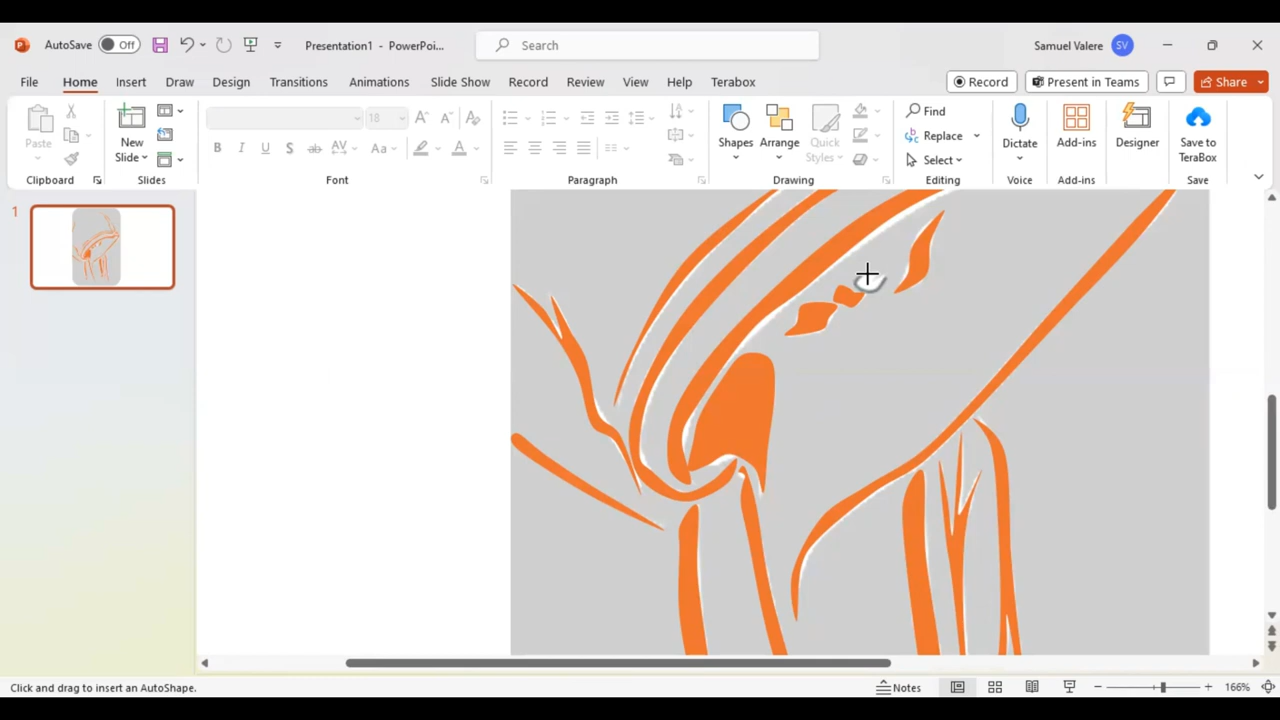 AutoSave Off Presentation1 - PowerPoi... Search Samuel Valere SV
File Home Insert Draw Design Transitions Animations Slide Show Record Review View Help Terabox Record Present in Teams Share
Paste New Slide 18 B I U S ab AV Aa A A A A Shapes Arrange Quick Styles Find Replace Select Dictate Add-ins Designer Save to TeraBox
Clipboard Slides Font Paragraph Drawing Editing Voice Add-ins Save
1
Click and drag to insert an AutoShape. Notes 166%